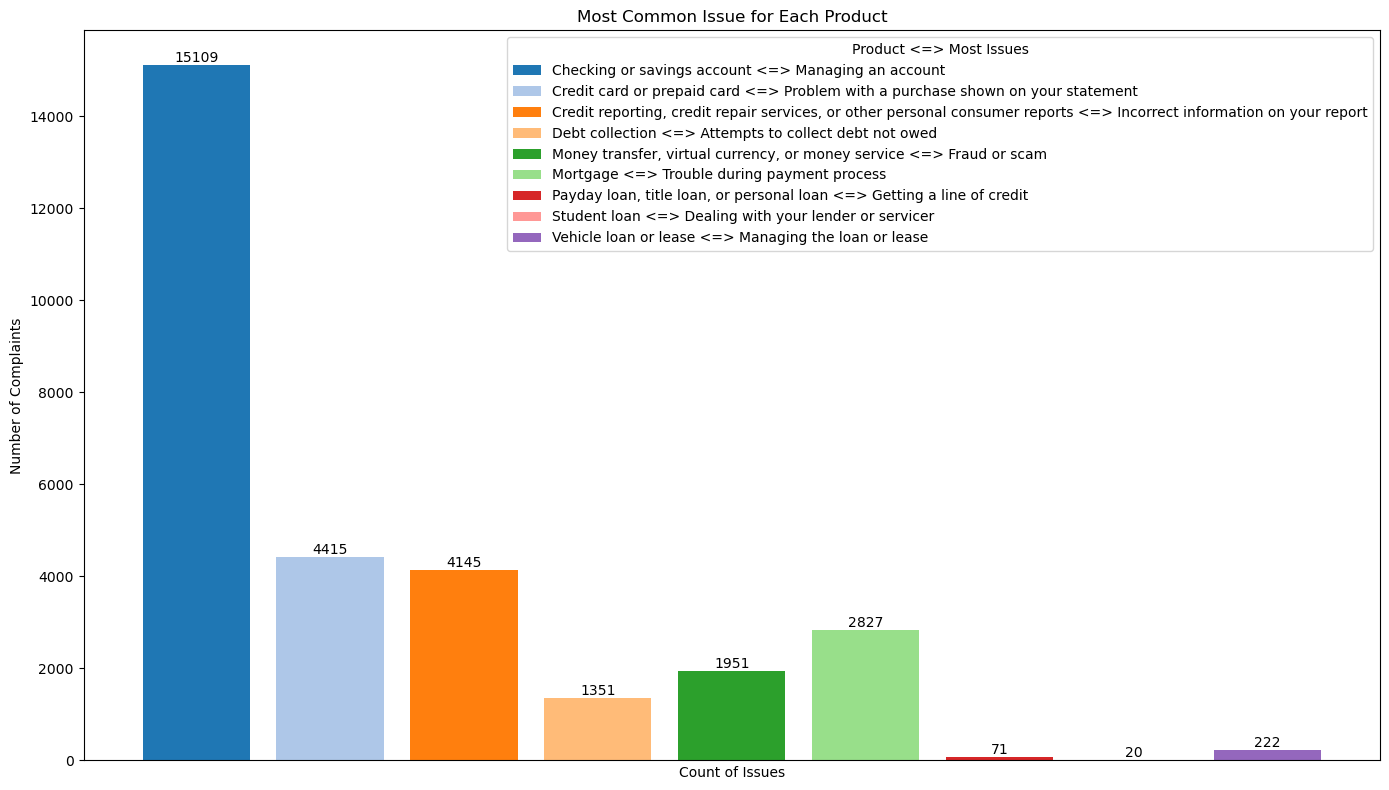 Most Common Issue for Each Product
Product <=> Most Issues
Checking or savings account <=> Managing an account
Credit card or prepaid card <=> Problem with a purchase shown on your statement
Credit reporting, credit repair services, or other personal consumer reports <=> Incorrect information on your report
Debt collection <=> Attempts to collect debt not owed
Money transfer, virtual currency, or money service <=> Fraud or scam
Mortgage <=> Trouble during payment process
Payday loan, title loan, or personal loan <=> Getting a line of credit
Student loan <=> Dealing with your lender or servicer
Vehicle loan or lease <=> Managing the loan or lease
Number of Complaints
14000
12000
10000
8000
6000
4000
2000
0
15109
4415
4145
1351
1951
2827
71
20
222
Count of Issues